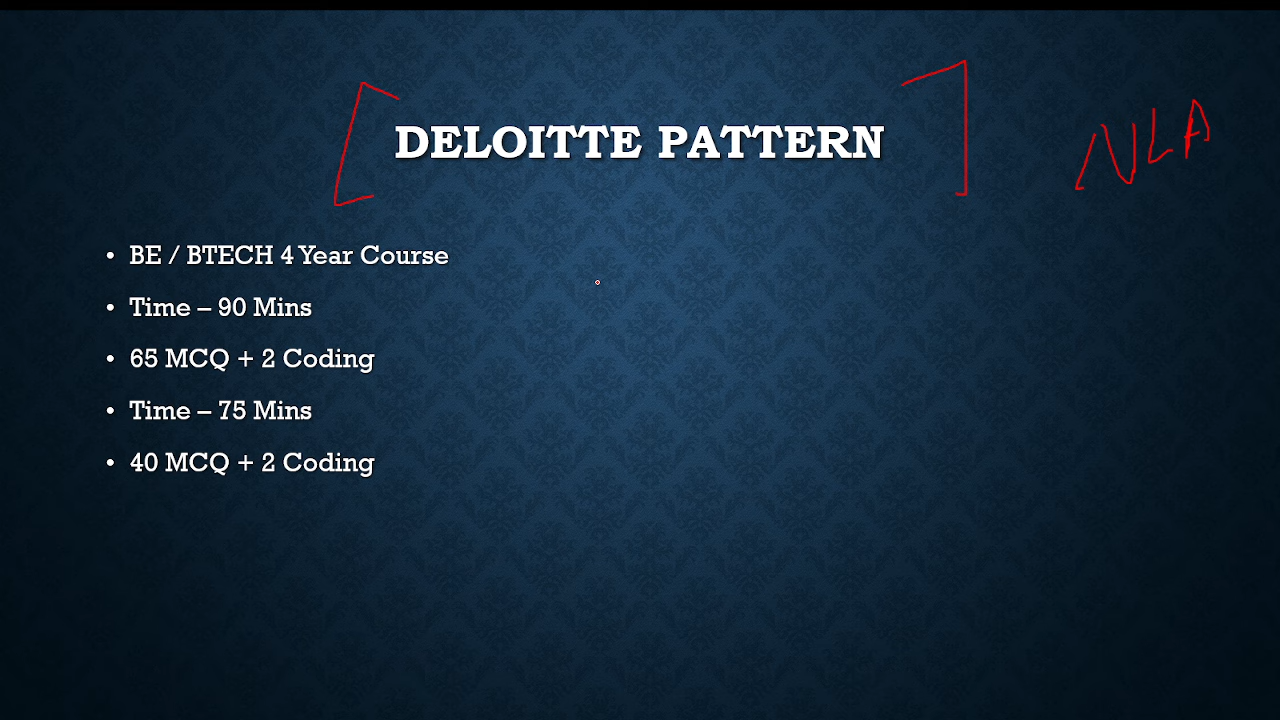 DELOITTE PATTERN
NLA
• BE / BTECH 4 Year Course
• Time – 90 Mins
• 65 MCQ + 2 Coding
• Time – 75 Mins
• 40 MCQ + 2 Coding